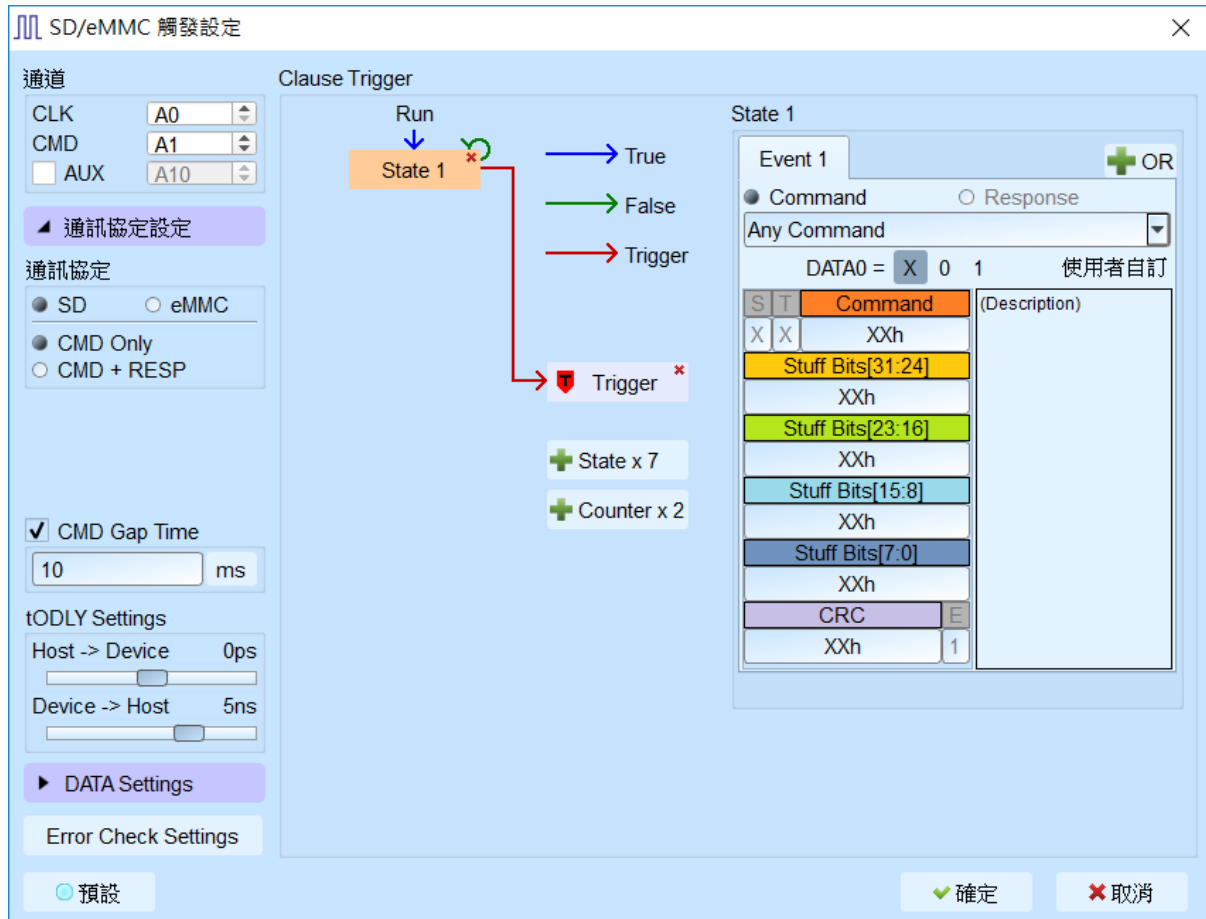 SD/eMMC 觸發設定
通道
CLK A0
CMD A1
AUX A10
通訊協定設定
通訊協定
SD eMMC
CMD Only
CMD + RESP
CMD Gap Time
10 ms
tODLY Settings
Host -> Device 0ps
Device -> Host 5ns
DATA Settings
Error Check Settings
預設
Clause Trigger
Run
State 1
True
False
Trigger
T Trigger
State x 7
Counter x 2
State 1
Event 1 OR
Command Response
Any Command
DATA0 = X 0 1 使用者自訂
S T Command
X X XXh
Stuff Bits[31:24]
XXh
Stuff Bits[23:16]
XXh
Stuff Bits[15:8]
XXh
Stuff Bits[7:0]
XXh
CRC E
XXh 1
(Description)
確定 取消